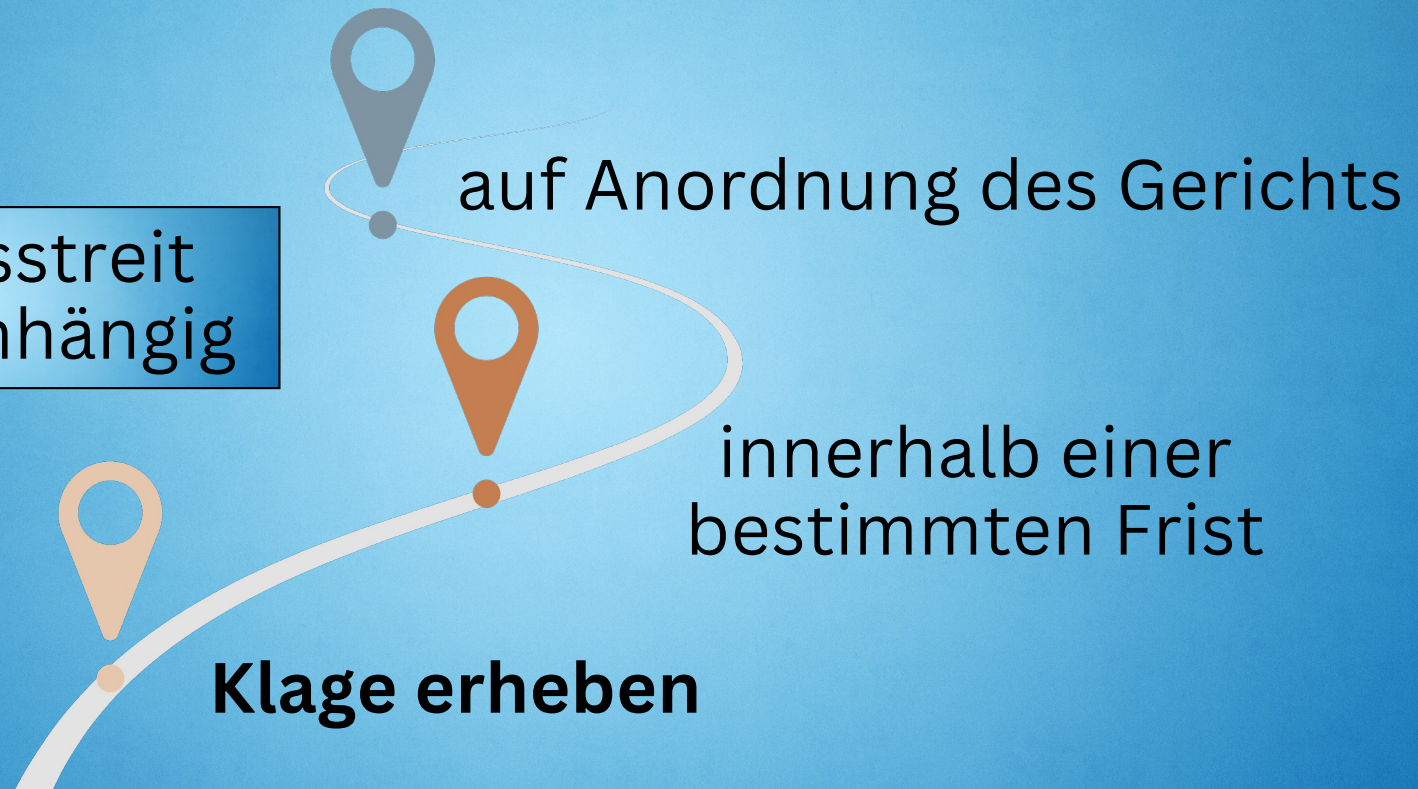 auf Anordnung des Gerichts
sstreit
nhängig
innerhalb einer
bestimmten Frist
Klage erheben